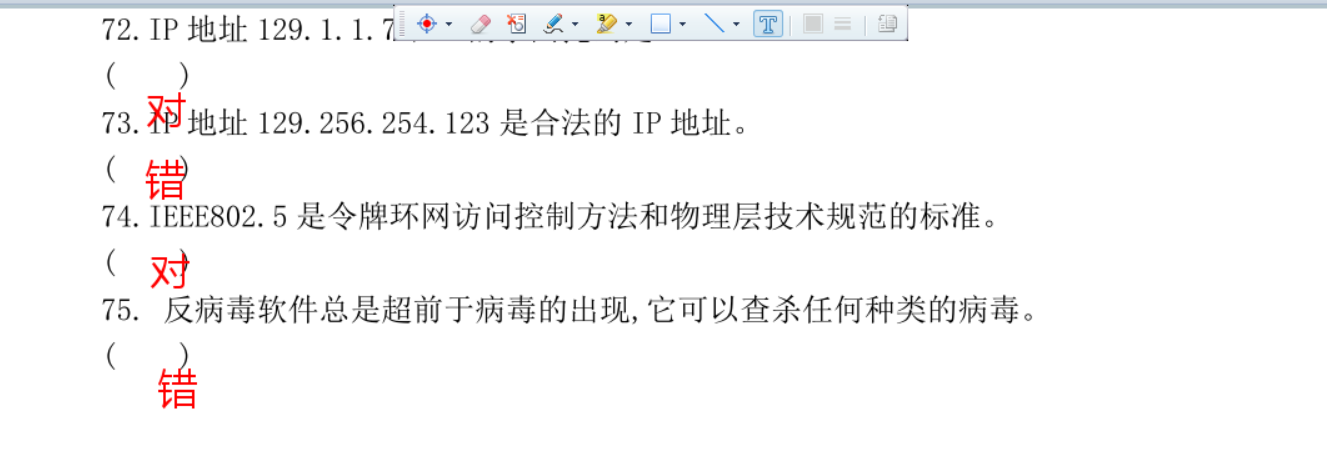 72.IP 地址 129.1.1.7
(    )
对
73.IP 地址 129.256.254.123 是合法的 IP 地址。
(    )
错
74.IEEE802.5 是令牌环网访问控制方法和物理层技术规范的标准。
(    )
对
75. 反病毒软件总是超前于病毒的出现,它可以查杀任何种类的病毒。
(    )
错